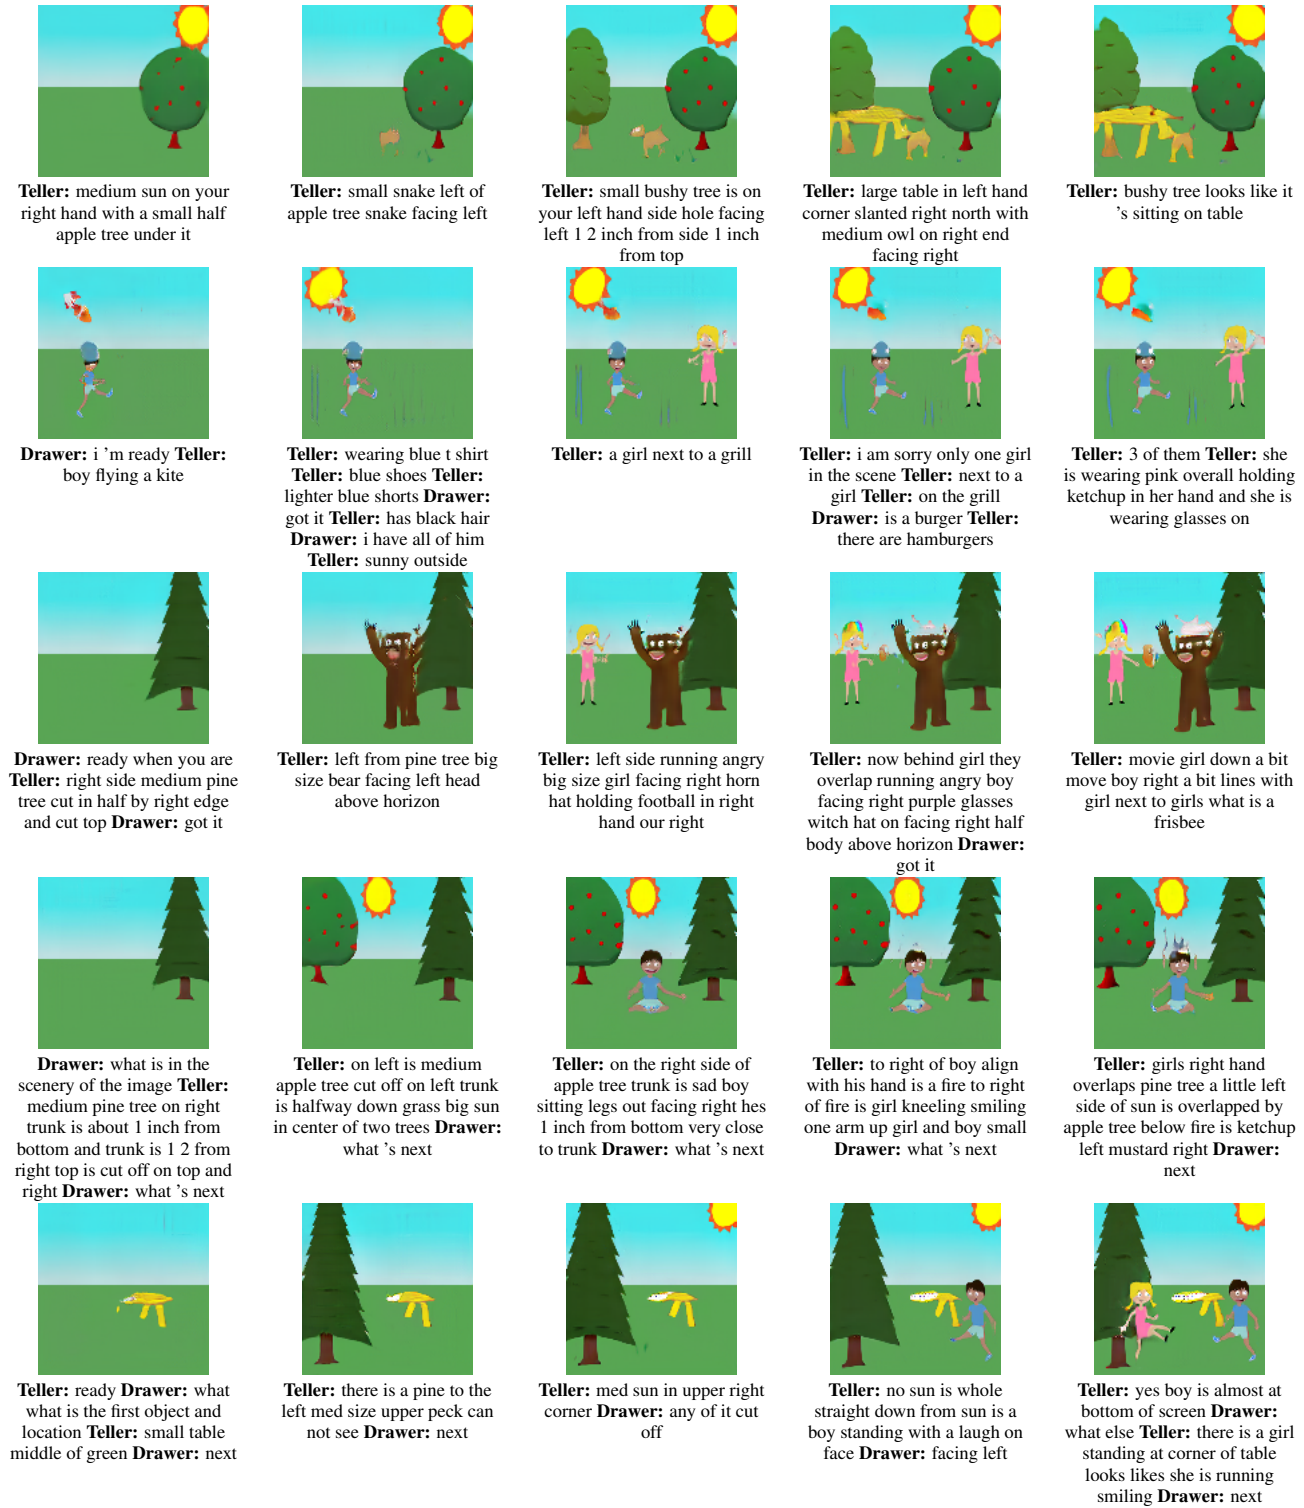 Teller: medium sun on your
right hand with a small half
apple tree under it
Teller: small snake left of
apple tree snake facing left
Teller: small bushy tree is on
your left hand side hole facing
left 1 2 inch from side 1 inch
from top
Teller: large table in left hand
corner slanted right north with
medium owl on right end
facing right
Teller: bushy tree looks like it
's sitting on table
Drawer: i 'm ready Teller:
boy flying a kite
Teller: wearing blue t shirt
Teller: blue shoes Teller:
lighter blue shorts Drawer:
got it Teller: has black hair
Drawer: i have all of him
Teller: sunny outside
Teller: a girl next to a grill
Teller: i am sorry only one girl
in the scene Teller: next to a
girl Teller: on the grill
Drawer: is a burger Teller:
there are hamburgers
Teller: 3 of them Teller: she
is wearing pink overall holding
ketchup in her hand and she is
wearing glasses on
Drawer: ready when you are
Teller: right side medium pine
tree cut in half by right edge
and cut top Drawer: got it
Teller: left from pine tree big
size bear facing left head
above horizon
Teller: left side running angry
big size girl facing right horn
hat holding football in right
hand our right
Teller: now behind girl they
overlap running angry boy
facing right purple glasses
witch hat on facing right half
body above horizon Drawer:
got it
Teller: movie girl down a bit
move boy right a bit lines with
girl next to girls what is a
frisbee
Drawer: what is in the
scenery of the image Teller:
medium pine tree on right
trunk is about 1 inch from
bottom and trunk is 1 2 from
right top is cut off on top and
right Drawer: what 's next
Teller: on left is medium
apple tree cut off on left trunk
is halfway down grass big sun
in center of two trees Drawer:
what 's next
Teller: on the right side of
apple tree trunk is sad boy
sitting legs out facing right hes
1 inch from bottom very close
to trunk Drawer: what 's next
Teller: to right of boy align
with his hand is a fire to right
of fire is girl kneeling smiling
one arm up girl and boy small
Drawer: what 's next
Teller: girls right hand
overlaps pine tree a little left
side of sun is overlapped by
apple tree below fire is ketchup
left mustard right Drawer:
next
Teller: ready Drawer: what
what is the first object and
location Teller: small table
middle of green Drawer: next
Teller: there is a pine to the
left med size upper peck can
not see Drawer: next
Teller: med sun in upper right
corner Drawer: any of it cut
off
Teller: no sun is whole
straight down from sun is a
boy standing with a laugh on
face Drawer: facing left
Teller: yes boy is almost at
bottom of screen Drawer:
what else Teller: there is a girl
standing at corner of table
looks likes she is running
smiling Drawer: next